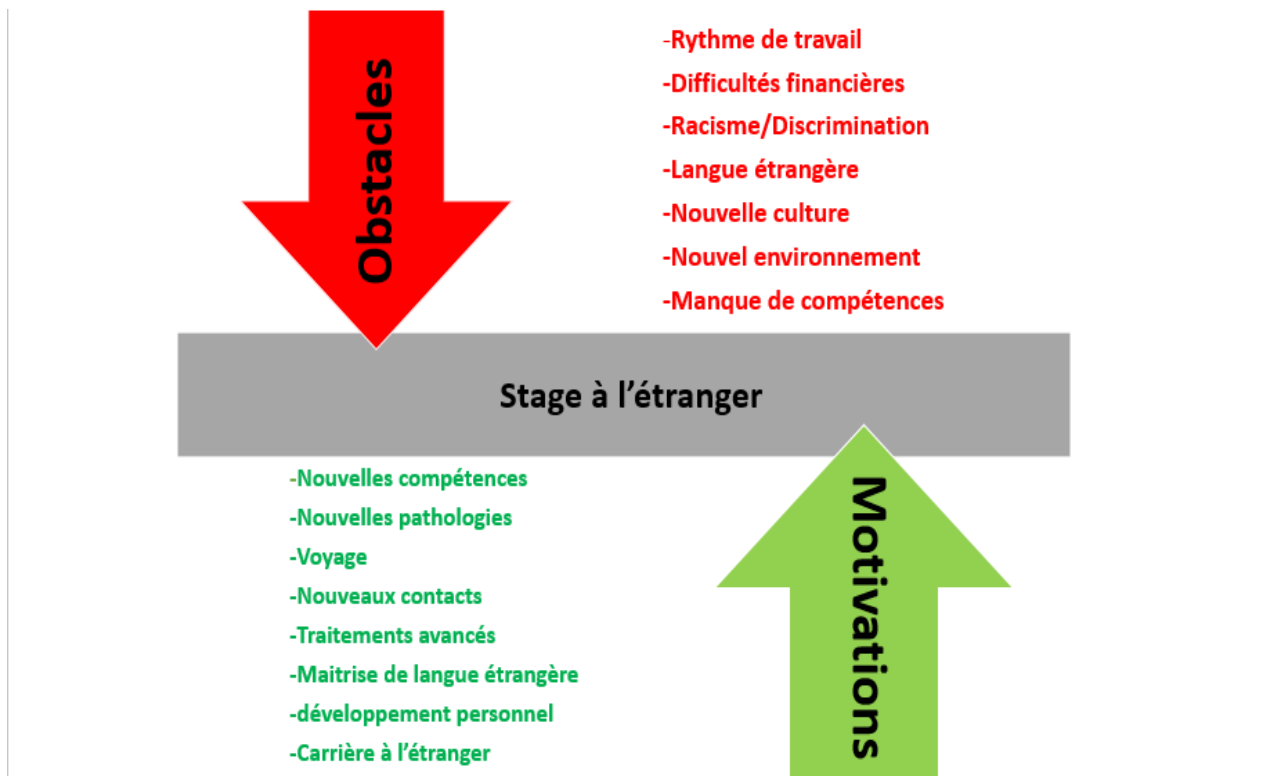 Obstacles
-Rythme de travail
-Difficultés financières
-Racisme/Discrimination
-Langue étrangère
-Nouvelle culture
-Nouvel environnement
-Manque de compétences
Stage à l’étranger
-Nouvelles compétences
-Nouvelles pathologies
-Voyage
-Nouveaux contacts
-Traitements avancés
-Maitrise de langue étrangère
-développement personnel
-Carrière à l’étranger
Motivations